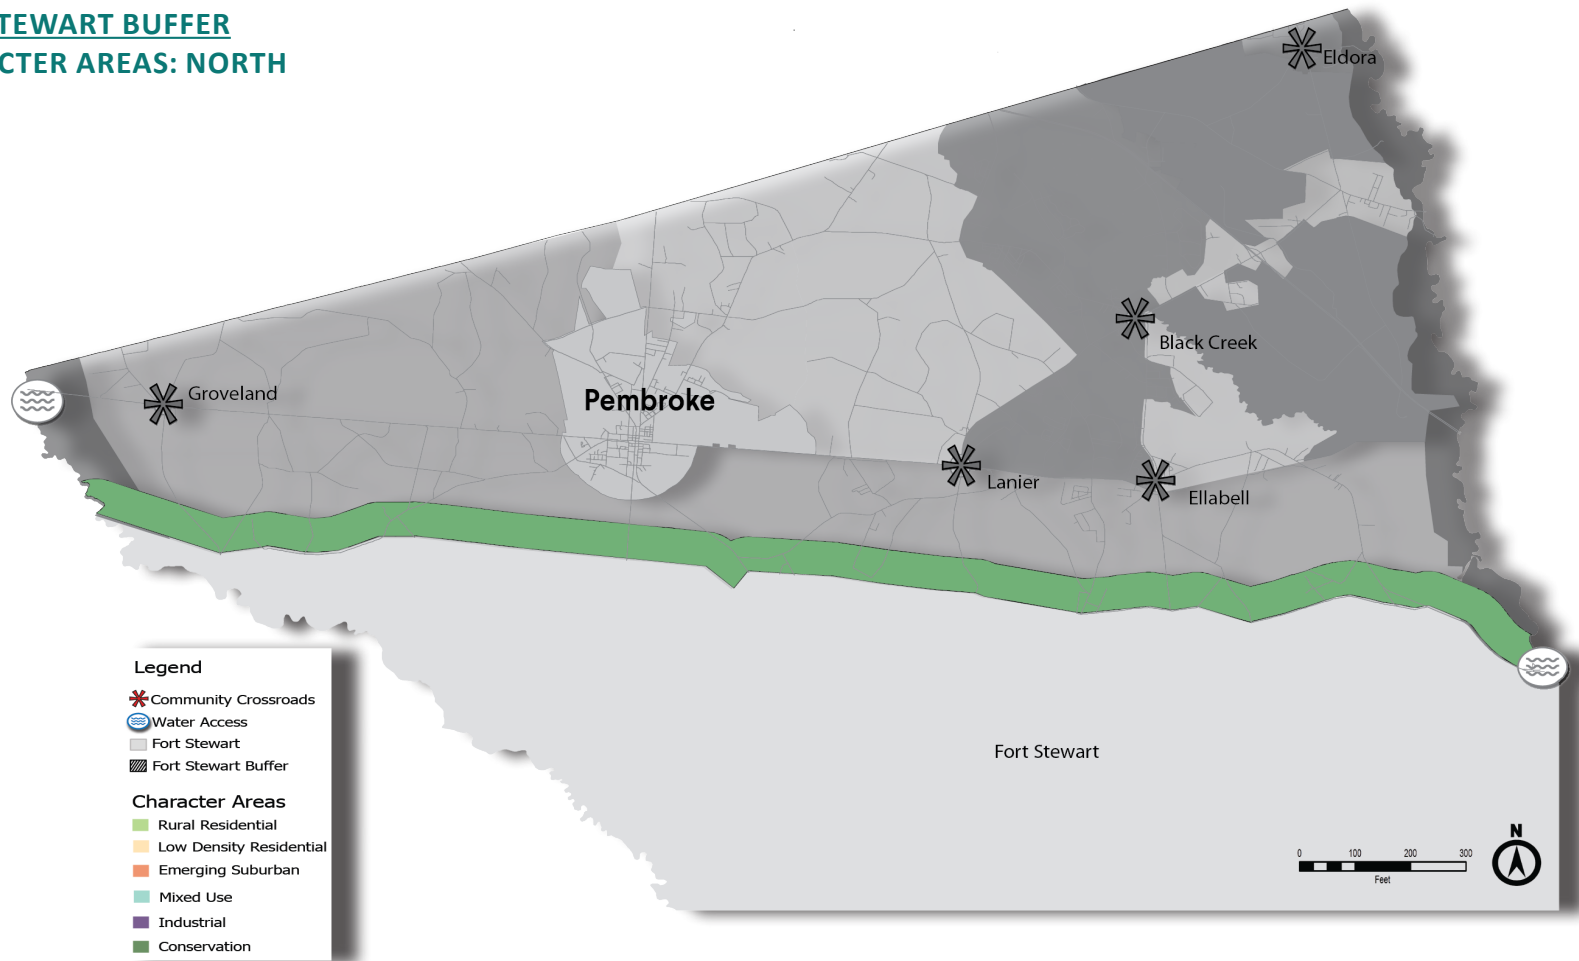 TEWART BUFFER
CTER AREAS: NORTH
Eldora
Black Creek
Groveland
Pembroke
Lanier
Ellabell
Fort Stewart
Legend
Community Crossroads
Water Access
Fort Stewart
Fort Stewart Buffer
Character Areas
Rural Residential
Low Density Residential
Emerging Suburban
Mixed Use
Industrial
Conservation
0 100 200 300
Feet
N